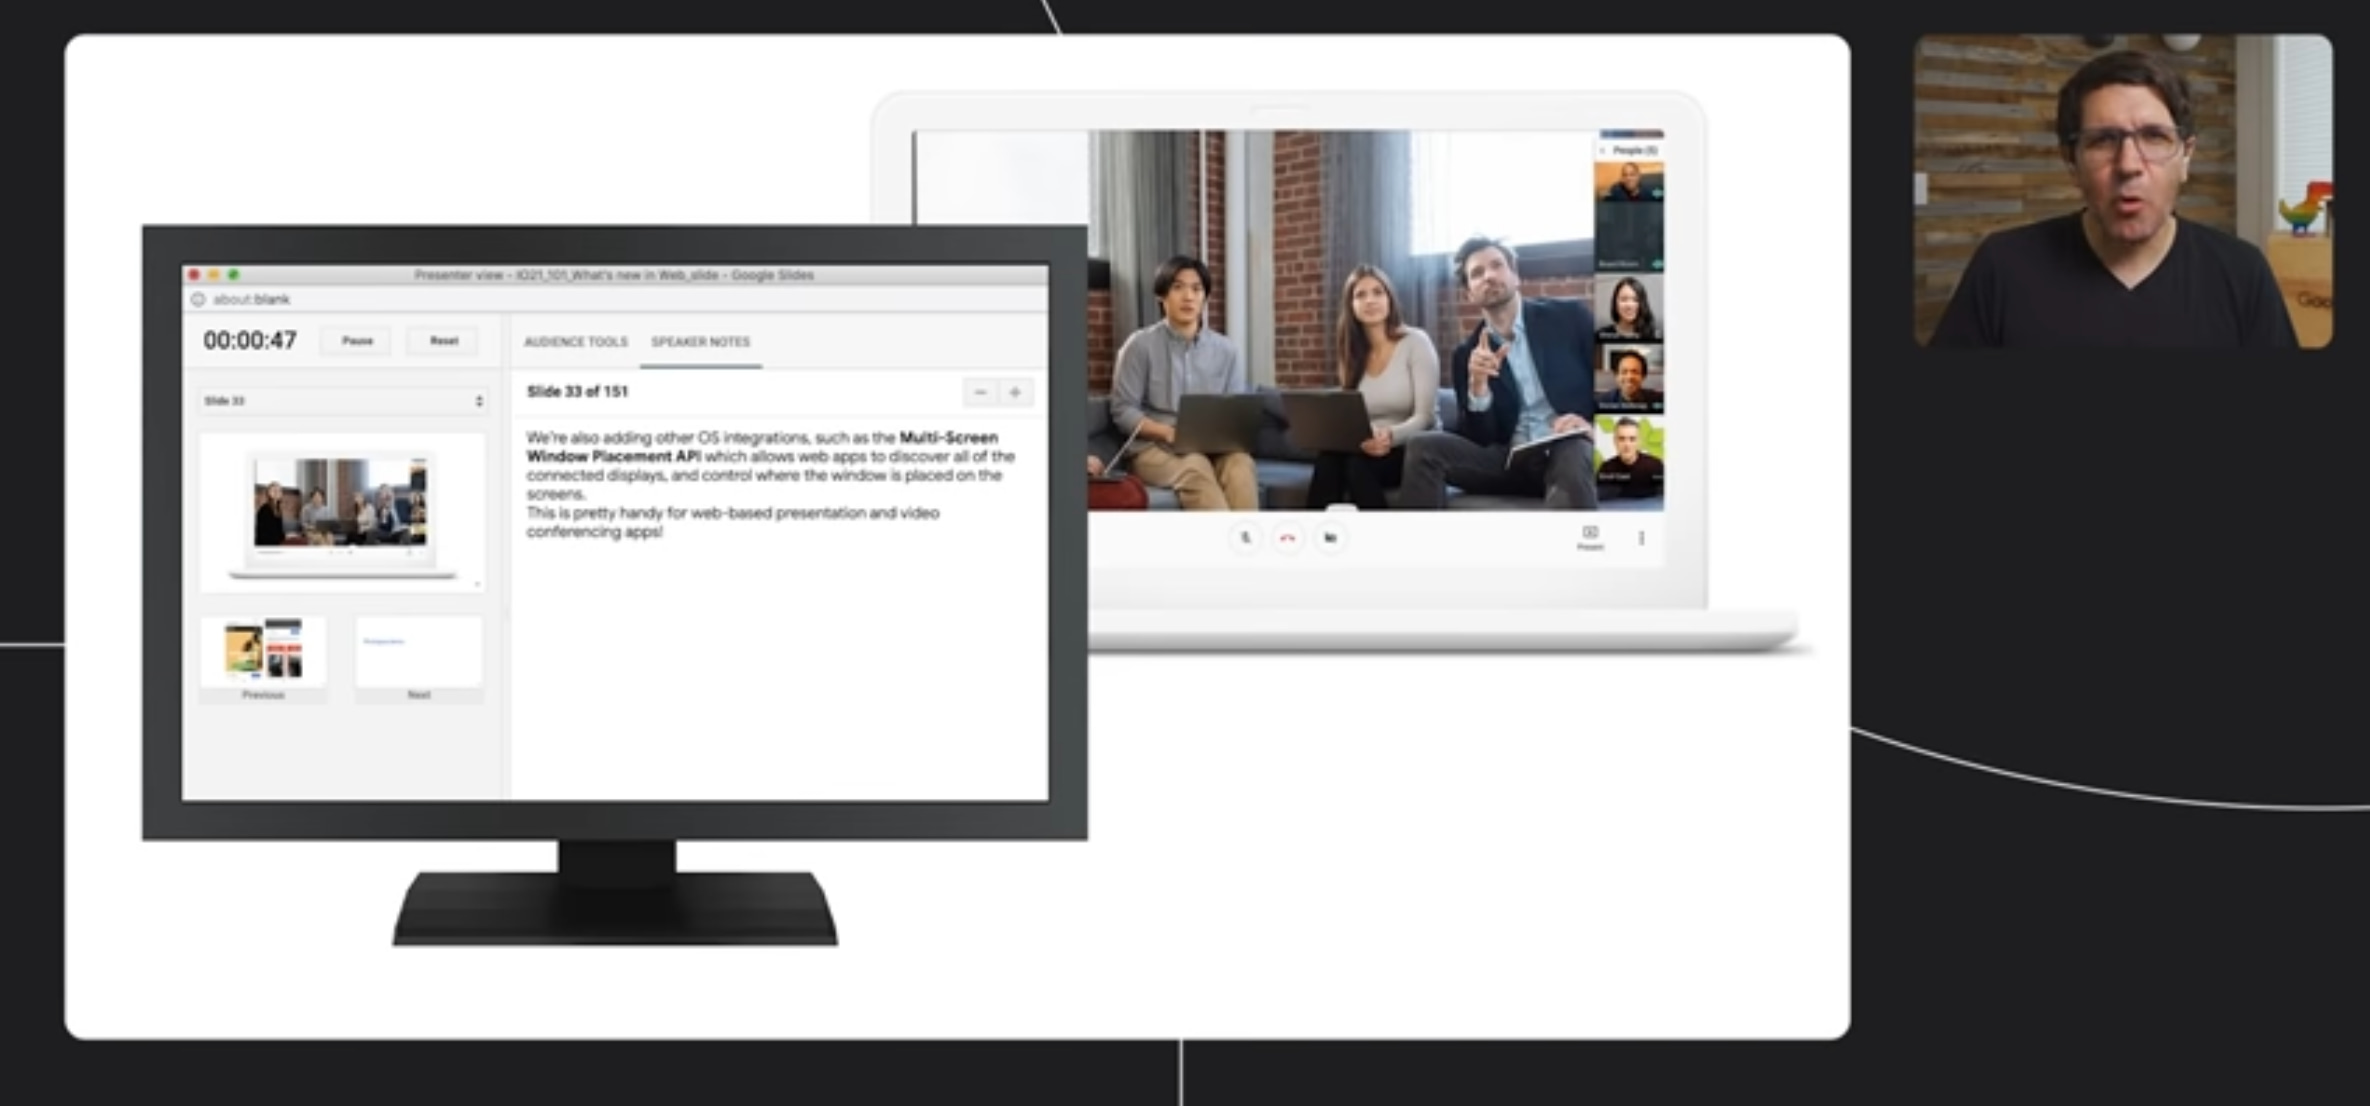 Presenter view - IO21_101_What's new in Web_slide - Google Slides
about:blank
00:00:47
Pause
Reset
AUDIENCE TOOLS
SPEAKER NOTES
Slide 33
Slide 33 of 151
We're also adding other OS integrations, such as the Multi-Screen
Window Placement API which allows web apps to discover all of the
connected displays, and control where the window is placed on the
screens.
This is pretty handy for web-based presentation and video
conferencing apps!
Previous
Next
People (5)
Present